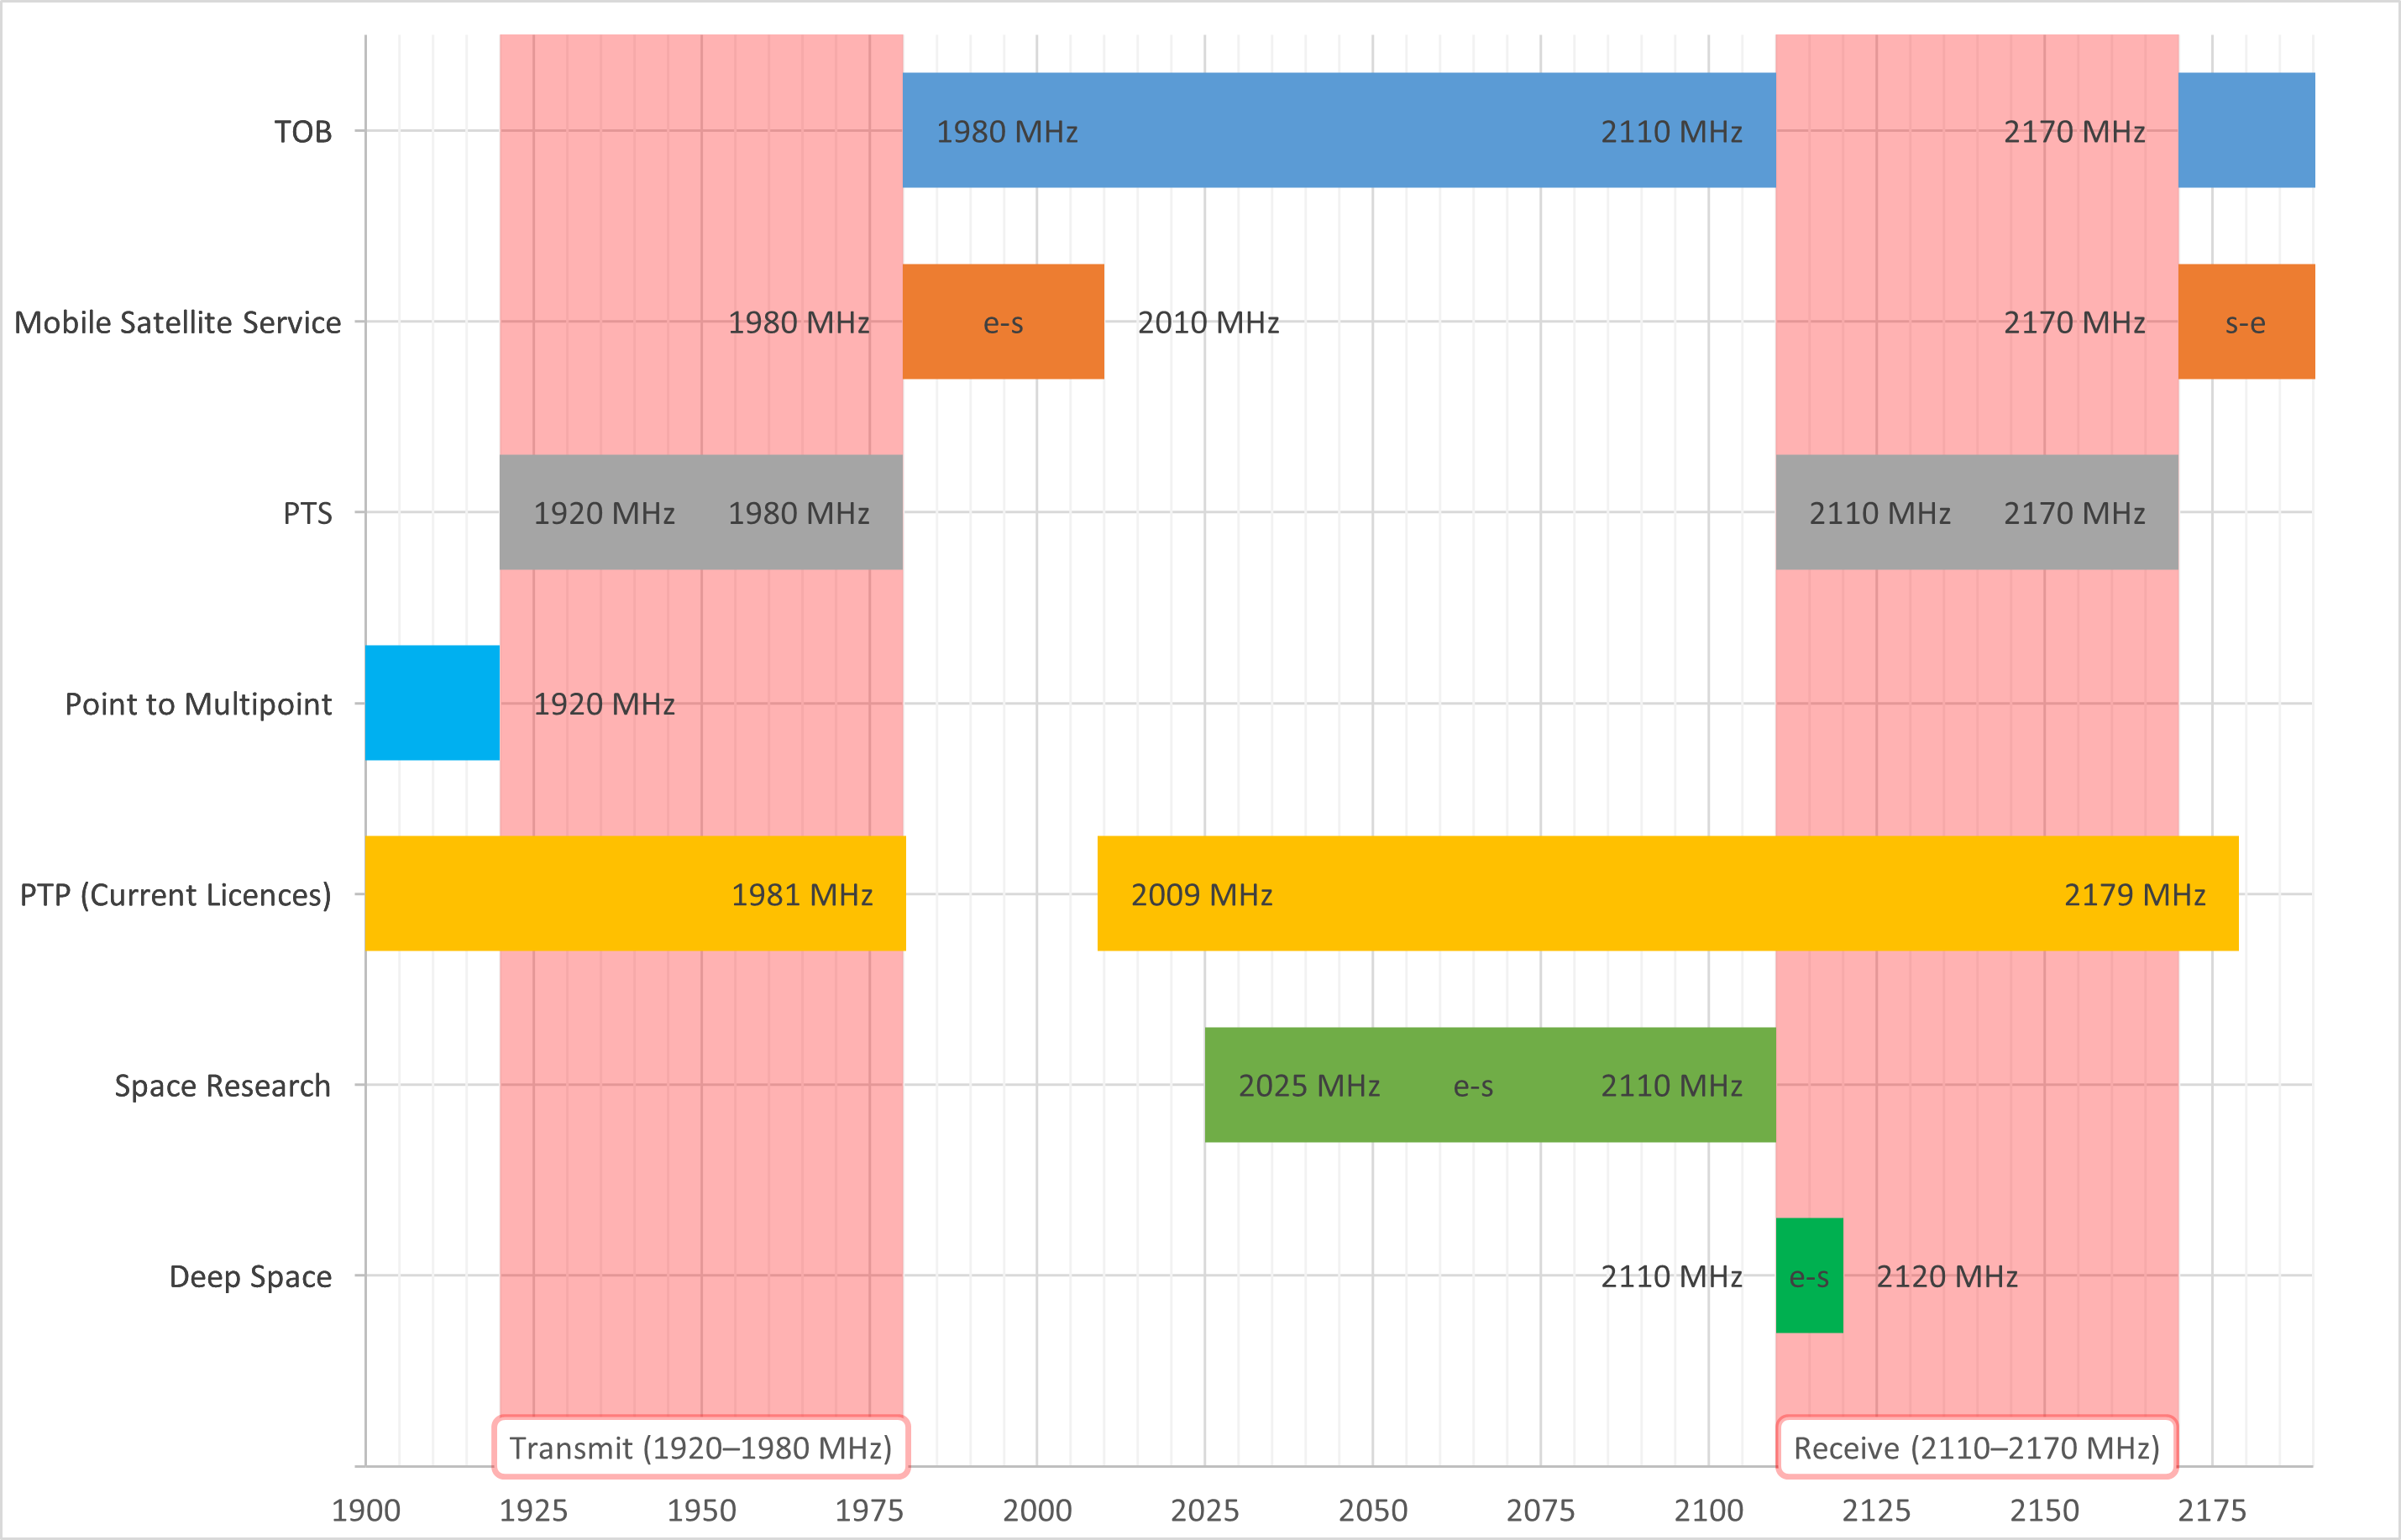 TOB 1980 MHz 2110 MHz 2170 MHz
Mobile Satellite Service 1980 MHz e-s 2010 MHz 2170 MHz s-e
PTS 1920 MHz 1980 MHz 2110 MHz 2170 MHz
Point to Multipoint 1920 MHz
PTP (Current Licences) 1981 MHz 2009 MHz 2179 MHz
Space Research 2025 MHz e-s 2110 MHz
Deep Space 2110 MHz e-s 2120 MHz
Transmit (1920–1980 MHz) Receive (2110–2170 MHz)
1900 1925 1950 1975 2000 2025 2050 2075 2100 2125 2150 2175